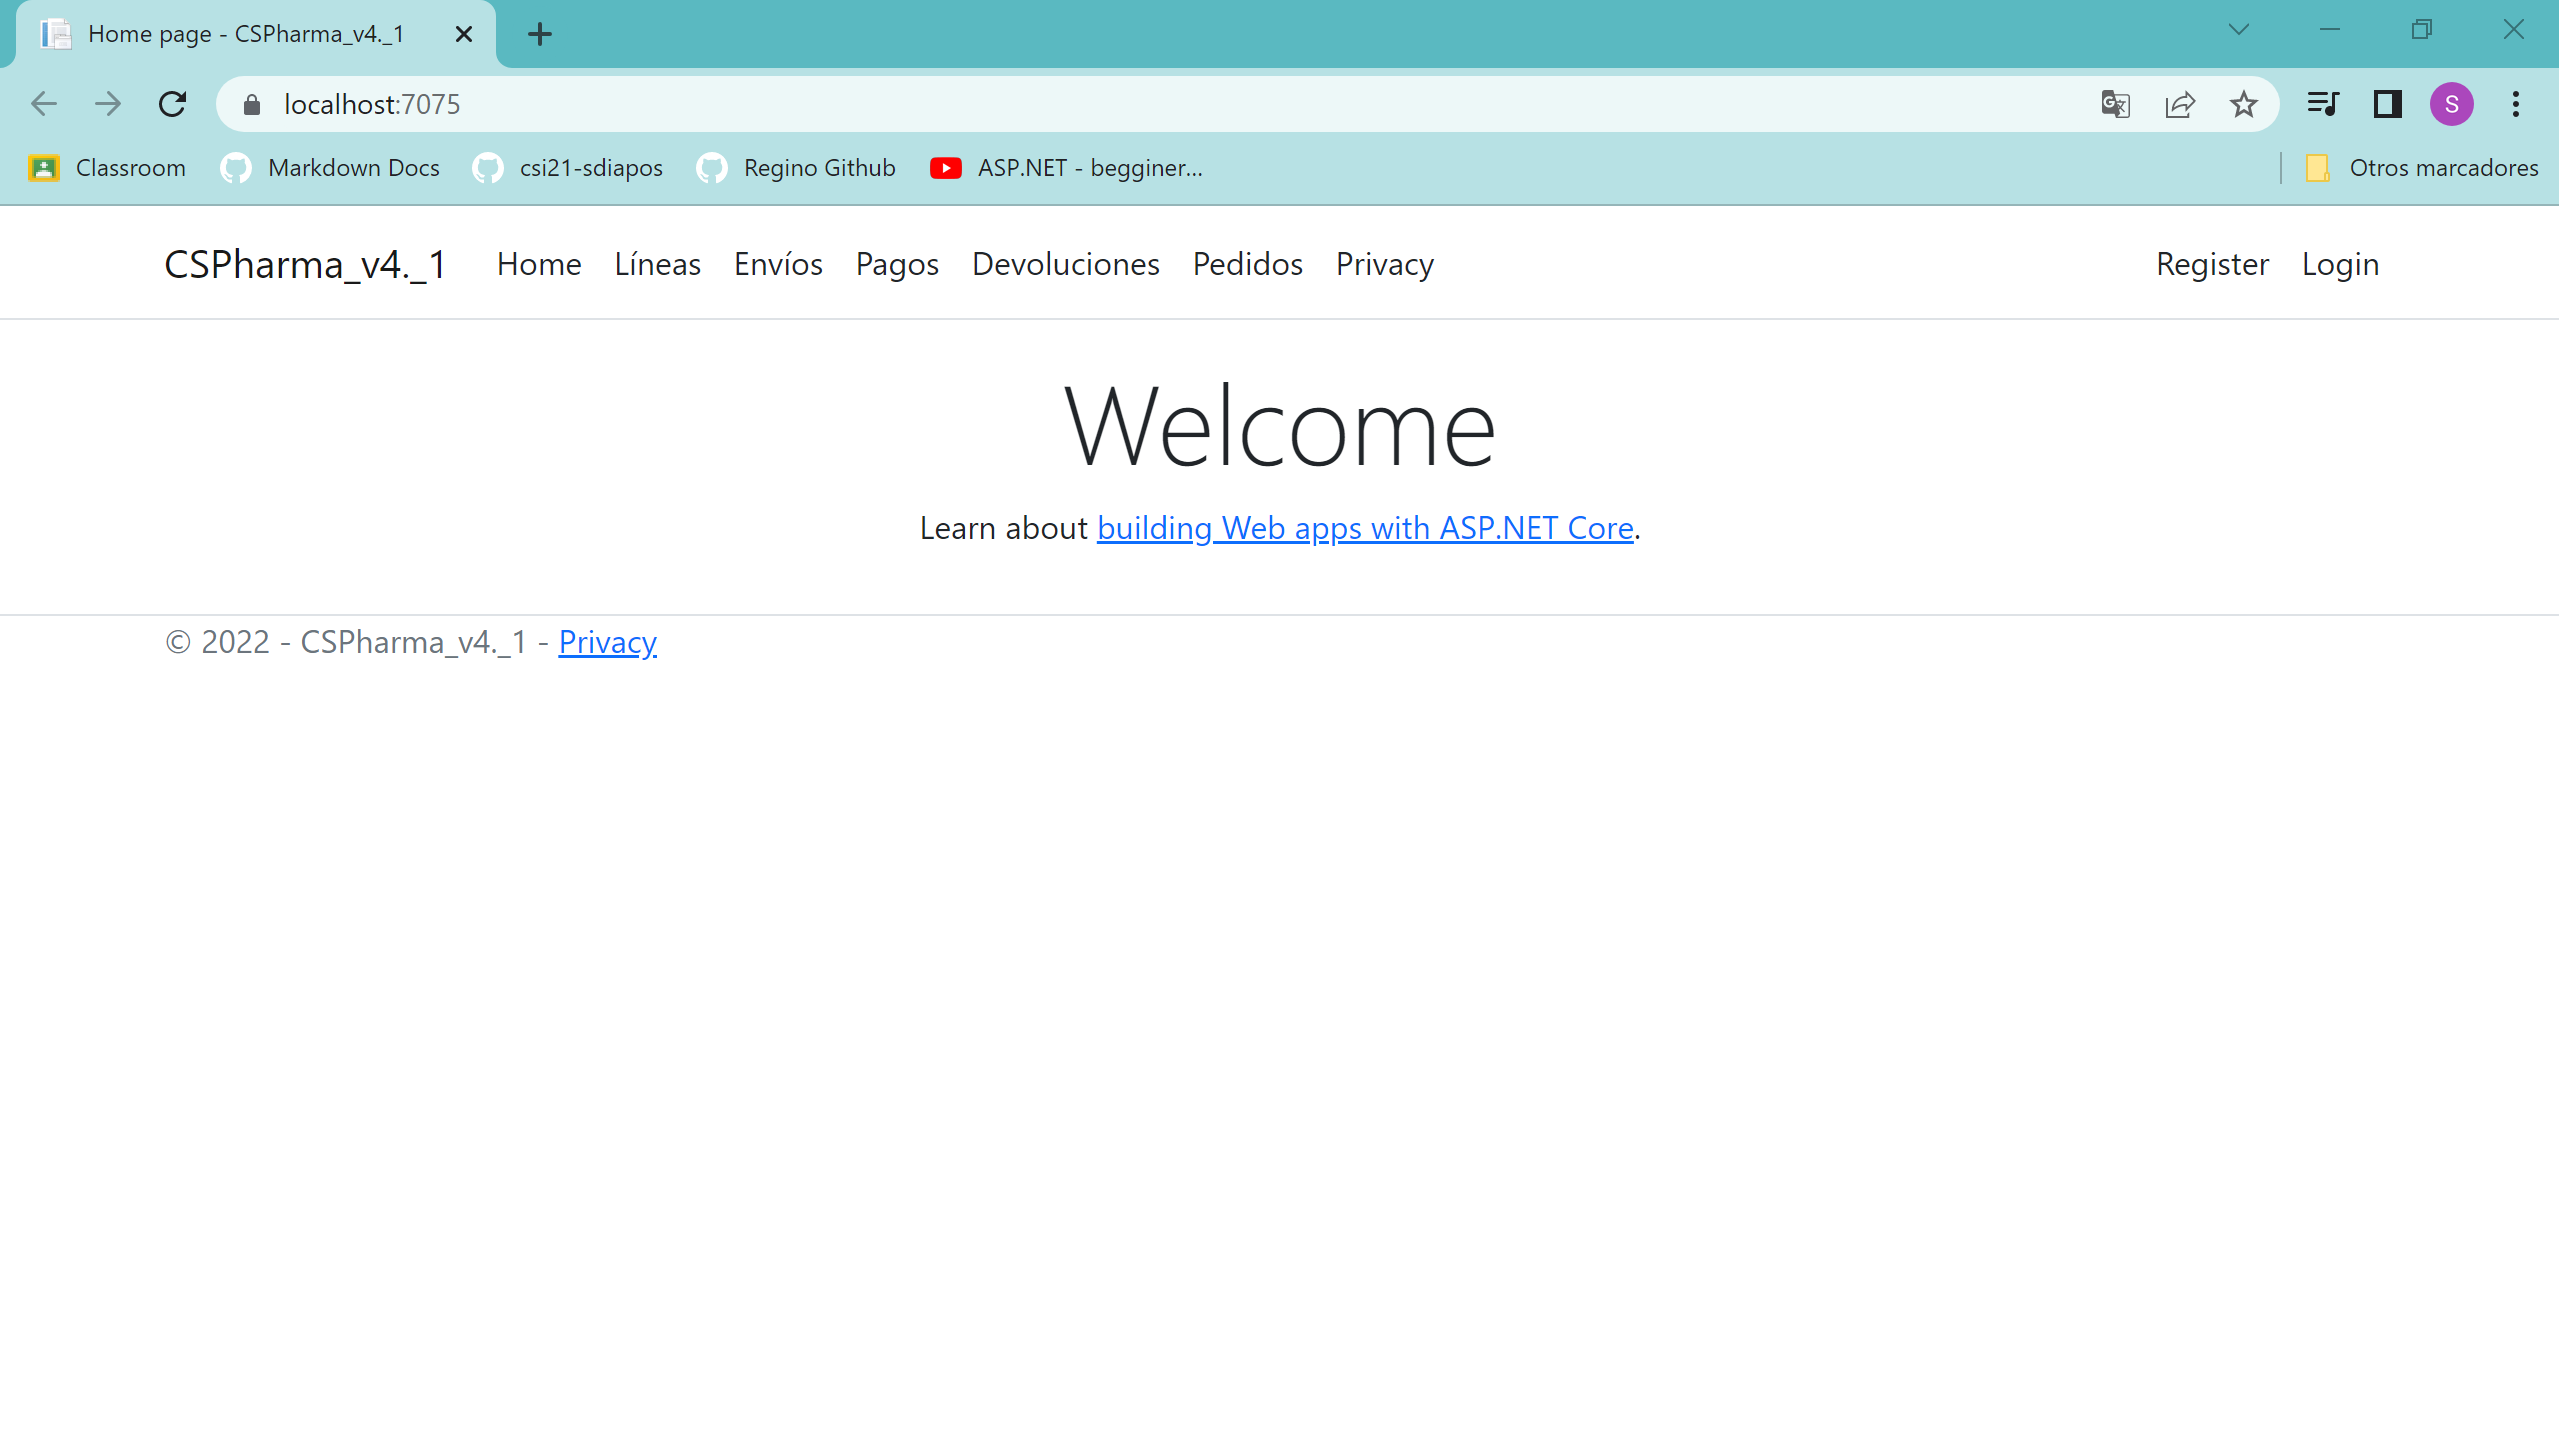 Home page - CSPharma_v4._1
localhost:7075
S
Classroom Markdown Docs csi21-sdiapos Regino Github ASP.NET - begginer... Otros marcadores
CSPharma_v4._1 Home Líneas Envíos Pagos Devoluciones Pedidos Privacy Register Login
Welcome
Learn about building Web apps with ASP.NET Core.
© 2022 - CSPharma_v4._1 - Privacy